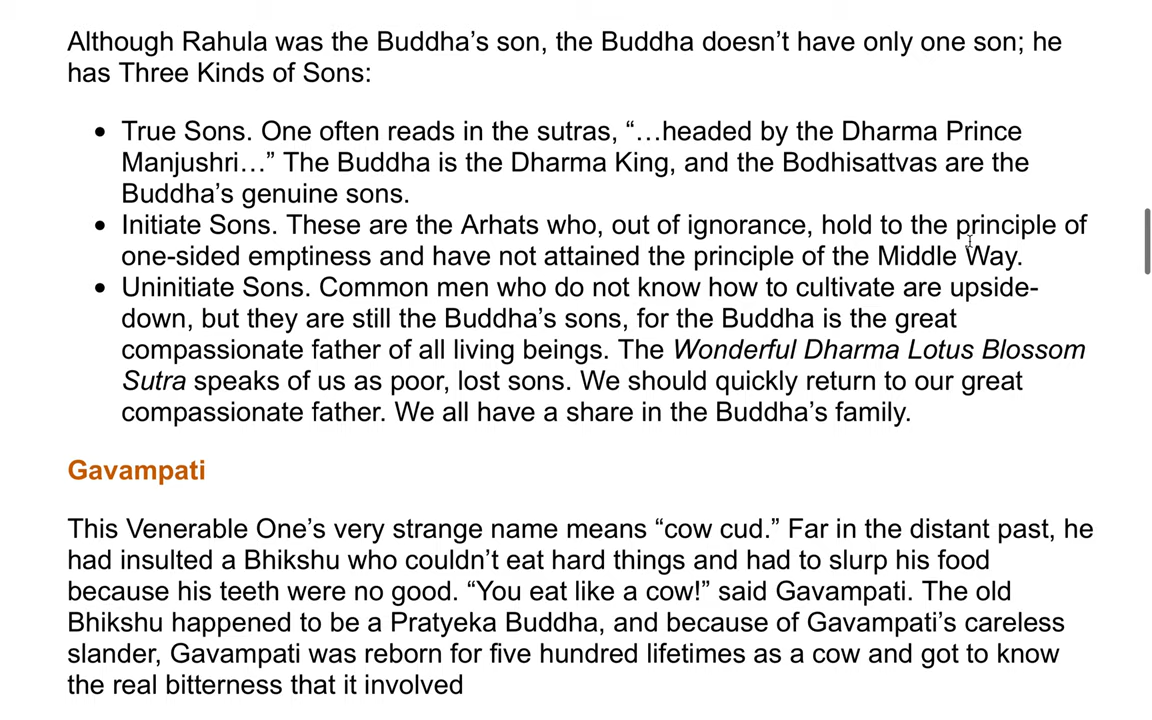 Although Rahula was the Buddha’s son, the Buddha doesn’t have only one son; he
has Three Kinds of Sons:
• True Sons. One often reads in the sutras, “…headed by the Dharma Prince
Manjushri…” The Buddha is the Dharma King, and the Bodhisattvas are the
Buddha’s genuine sons.
• Initiate Sons. These are the Arhats who, out of ignorance, hold to the principle of
one-sided emptiness and have not attained the principle of the Middle Way.
• Uninitiate Sons. Common men who do not know how to cultivate are upside-
down, but they are still the Buddha’s sons, for the Buddha is the great
compassionate father of all living beings. The Wonderful Dharma Lotus Blossom
Sutra speaks of us as poor, lost sons. We should quickly return to our great
compassionate father. We all have a share in the Buddha’s family.
Gavampati
This Venerable One’s very strange name means “cow cud.” Far in the distant past, he
had insulted a Bhikshu who couldn’t eat hard things and had to slurp his food
because his teeth were no good. “You eat like a cow!” said Gavampati. The old
Bhikshu happened to be a Pratyeka Buddha, and because of Gavampati’s careless
slander, Gavampati was reborn for five hundred lifetimes as a cow and got to know
the real bitterness that it involved